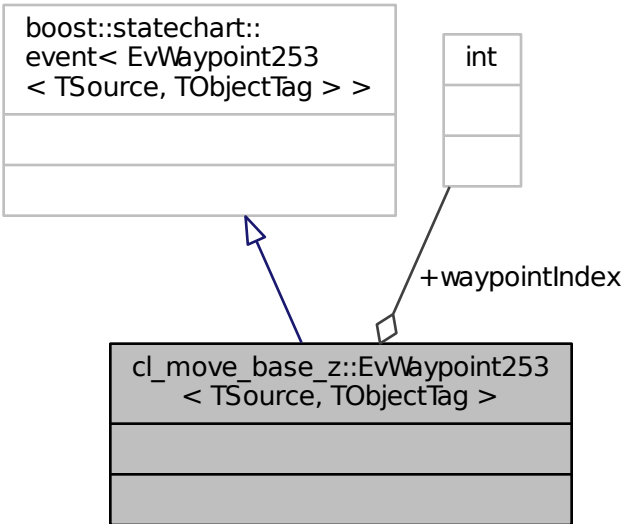 boost::statechart::
event< EvWaypoint253
< TSource, TObjectTag > >
int
+waypointIndex
cl_move_base_z::EvWaypoint253
< TSource, TObjectTag >